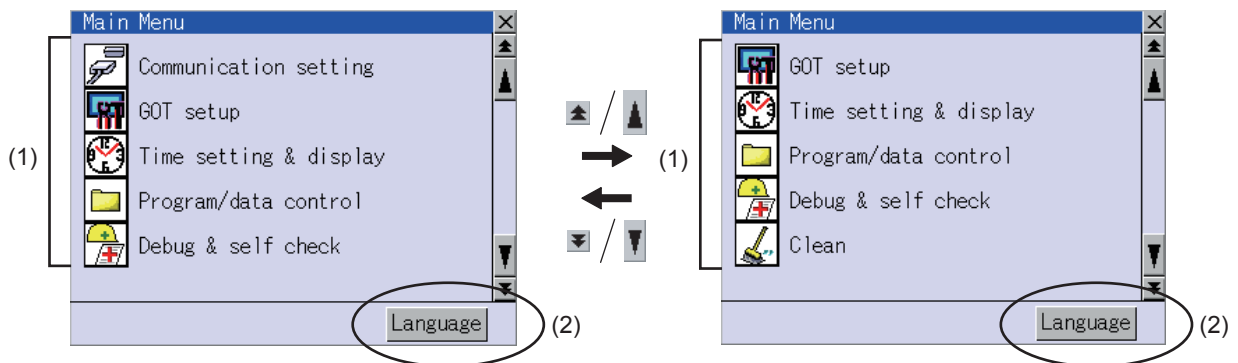 Main Menu
Communication setting
GOT setup
Time setting & display
Program/data control
Debug & self check
Language
(1)
(2)
/
/
Main Menu
GOT setup
Time setting & display
Program/data control
Debug & self check
Clean
Language
(1)
(2)